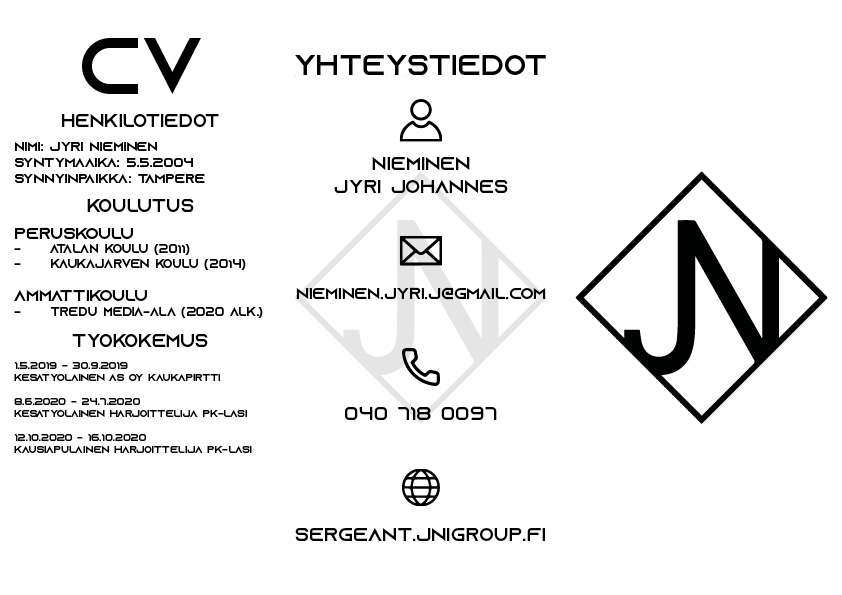 CV
HENKILOTIEDOT
NIMI: JYRI NIEMINEN
SYNTYMAAIKA: 5.5.2004
SYNNYINPAIKKA: TAMPERE
KOULUTUS
PERUSKOULU
- ATALAN KOULU (2011)
- KAUKAJARVEN KOULU (2014)
AMMATTIKOULU
- TREDU MEDIA-ALA (2020 ALK.)
TYOKOKEMUS
1.5.2019 - 30.9.2019
KESATYOLAINEN AS OY KAUKAPIRTTI
8.6.2020 - 24.7.2020
KESATYOLAINEN HARJOITTELIJA PK-LASI
12.10.2020 - 16.10.2020
KAUSIAPULAINEN HARJOITTELIJA PK-LASI
YHTEYSTIEDOT
NIEMINEN
JYRI JOHANNES
NIEMINEN.JYRI.J@GMAIL.COM
040 718 0097
SERGEANT.JNIGROUP.FI
JN
JN